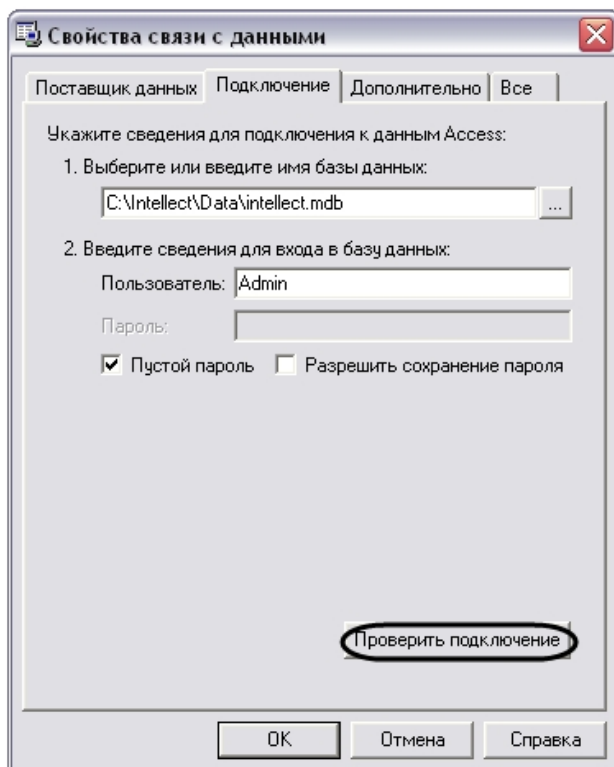 Свойства связи с данными
Поставщик данных Подключение Дополнительно Все
Укажите сведения для подключения к данным Access:
1. Выберите или введите имя базы данных:
C:\Intellect\Data\intellect.mdb ...
2. Введите сведения для входа в базу данных:
Пользователь: Admin
Пароль:
Пустой пароль Разрешить сохранение пароля
Проверить подключение
OK Отмена Справка